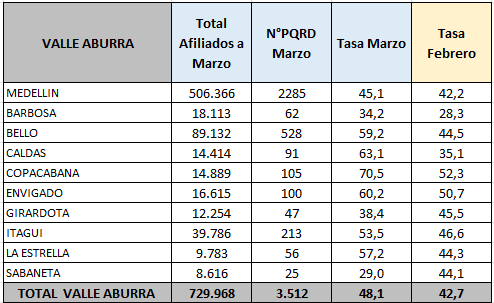 VALLE ABURRA Total Afiliados a Marzo N°PQRD Marzo Tasa Marzo Tasa Febrero
MEDELLIN 506.366 2285 45,1 42,2
BARBOSA 18.113 62 34,2 28,3
BELLO 89.132 528 59,2 44,5
CALDAS 14.414 91 63,1 35,1
COPACABANA 14.889 105 70,5 52,3
ENVIGADO 16.615 100 60,2 50,7
GIRARDOTA 12.254 47 38,4 45,5
ITAGUI 39.786 213 53,5 46,6
LA ESTRELLA 9.783 56 57,2 44,3
SABANETA 8.616 25 29,0 44,1
TOTAL VALLE ABURRA 729.968 3.512 48,1 42,7